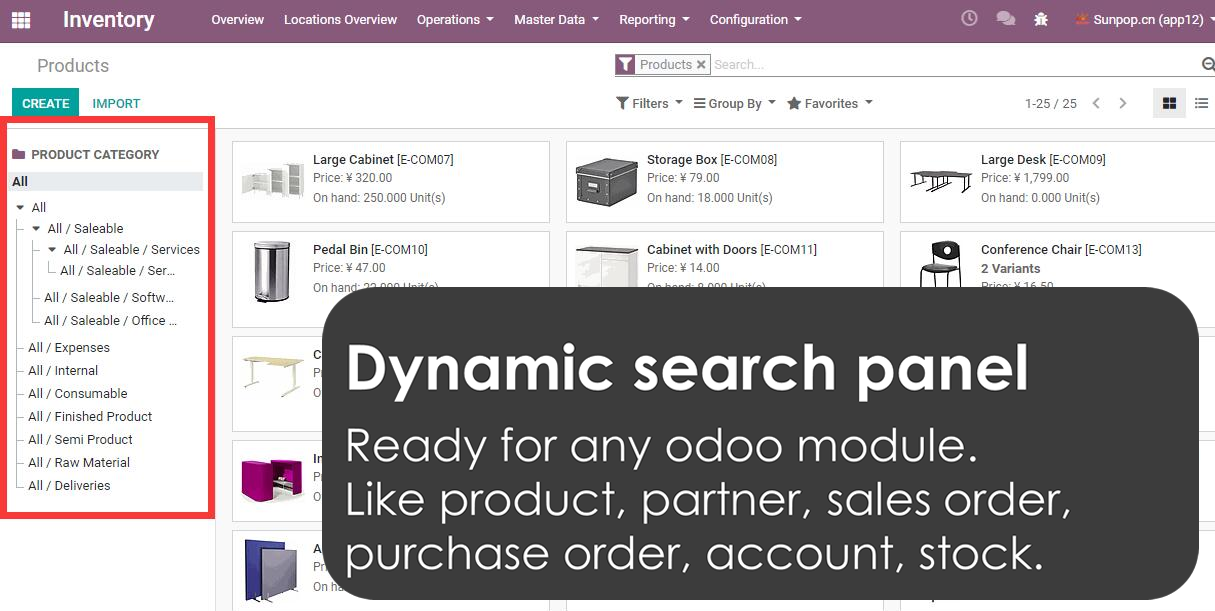 Inventory
Overview
Locations Overview
Operations
Master Data
Reporting
Configuration
Sunpop.cn (app12)
Products
Products
Search...
CREATE
IMPORT
Filters
Group By
Favorites
1-25 / 25
PRODUCT CATEGORY
All
All
All / Saleable
All / Saleable / Services
All / Saleable / Ser...
All / Saleable / Softw...
All / Saleable / Office ...
All / Expenses
All / Internal
All / Consumable
All / Finished Product
All / Semi Product
All / Raw Material
All / Deliveries
Large Cabinet [E-COM07]
Price: ¥ 320.00
On hand: 250.000 Unit(s)
Storage Box [E-COM08]
Price: ¥ 79.00
On hand: 18.000 Unit(s)
Large Desk [E-COM09]
Price: ¥ 1,799.00
On hand: 0.000 Unit(s)
Pedal Bin [E-COM10]
Price: ¥ 47.00
On hand: 22.000 Unit(s)
Cabinet with Doors [E-COM11]
Price: ¥ 14.00
On hand: 8.000 Unit(s)
Conference Chair [E-COM13]
2 Variants
Price: ¥ 16.50
Dynamic search panel
Ready for any odoo module.
Like product, partner, sales order,
purchase order, account, stock.